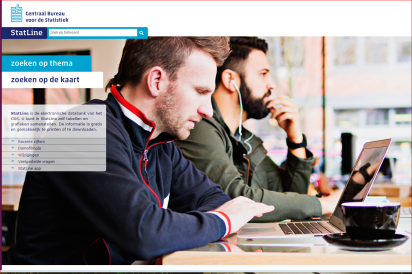 Centraal Bureau
voor de Statistiek
StatLine
zoeken op trefwoord
zoeken op thema
zoeken op de kaart
StatLine is de elektronische databank van het
CBS. U kunt in StatLine zelf tabellen en
grafieken samenstellen. De informatie is gratis
en gemakkelijk te printen of te downloaden.
Recente cijfers
Wijzigingen
Veelgestelde vragen
StatLine app